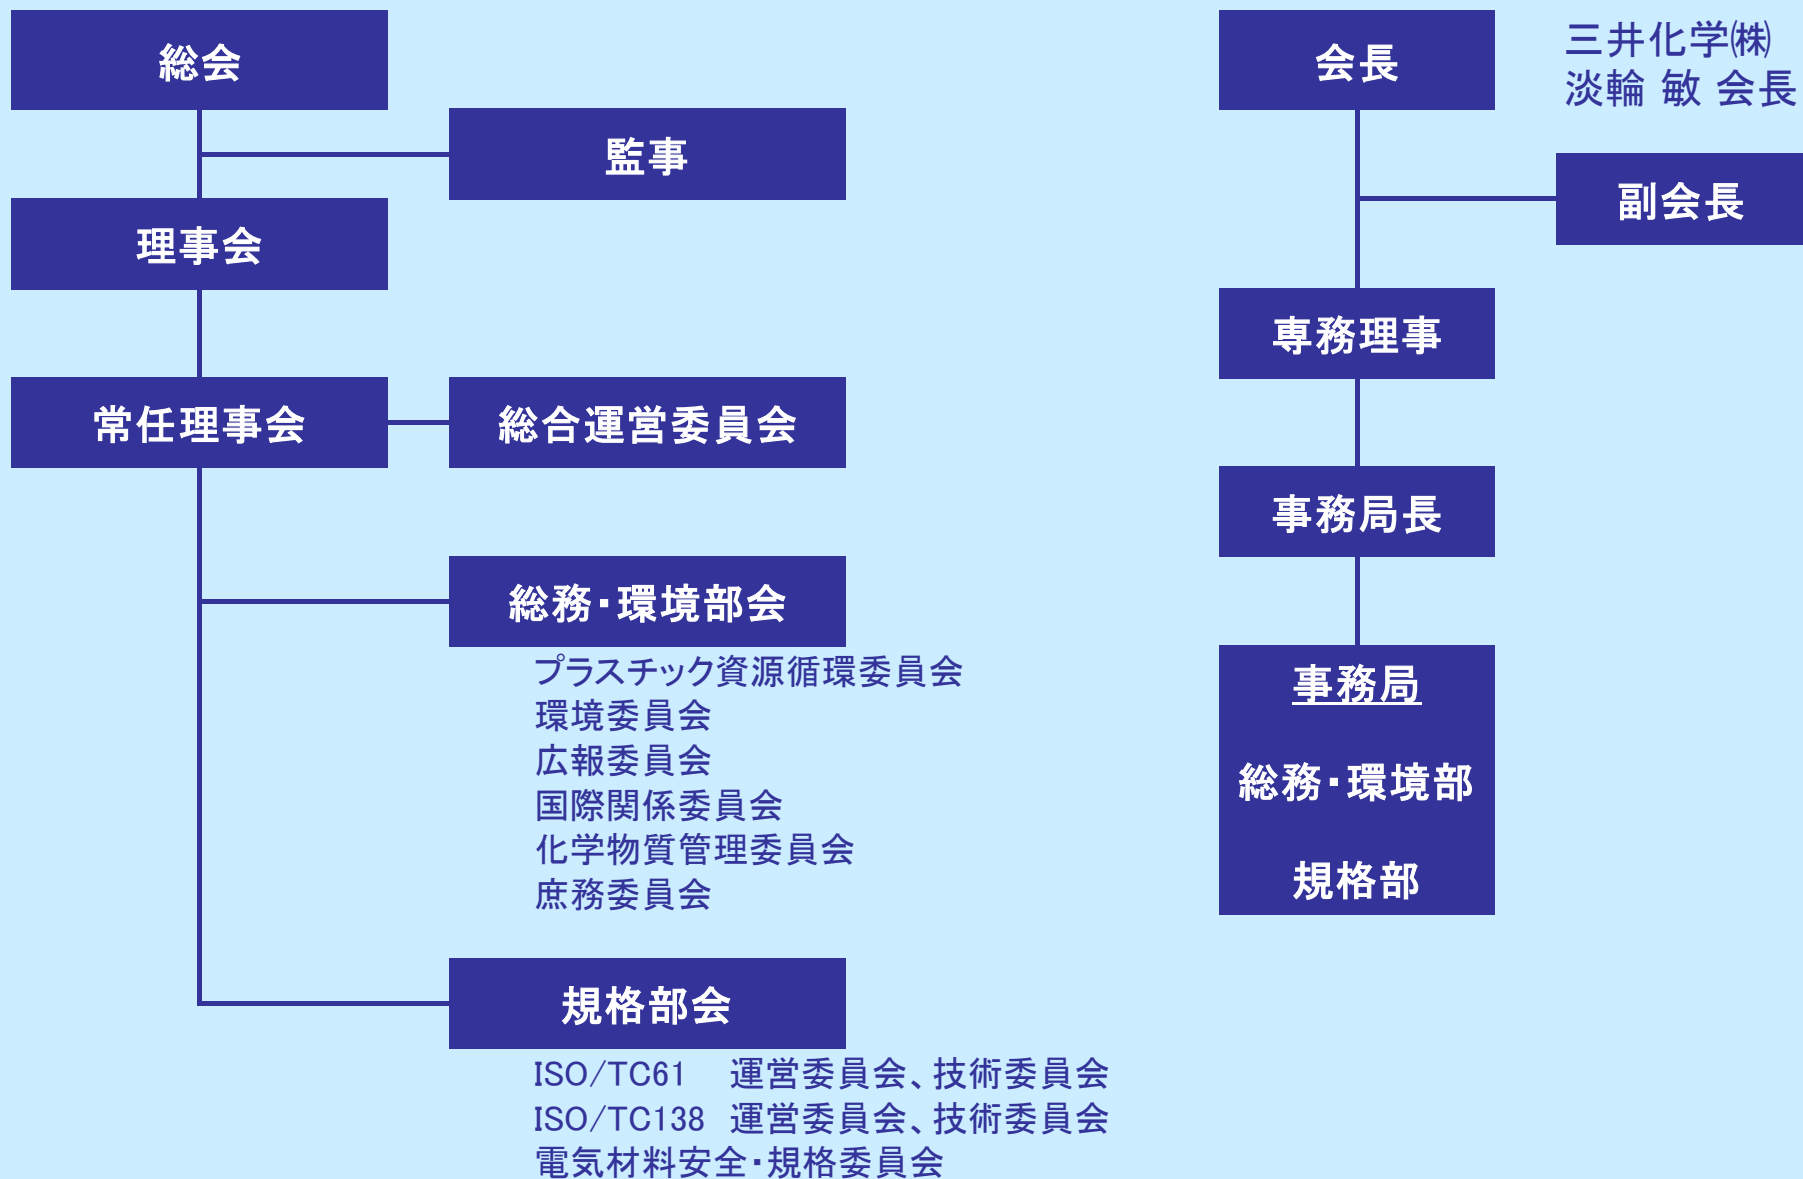 総会
監事
理事会
常任理事会
総合運営委員会
総務・環境部会
プラスチック資源循環委員会
環境委員会
広報委員会
国際関係委員会
化学物質管理委員会
庶務委員会
規格部会
ISO/TC61　運営委員会、技術委員会
ISO/TC138　運営委員会、技術委員会
電気材料安全・規格委員会
会長
三井化学㈱
淡輪 敏 会長
副会長
専務理事
事務局長
事務局
総務・環境部
規格部